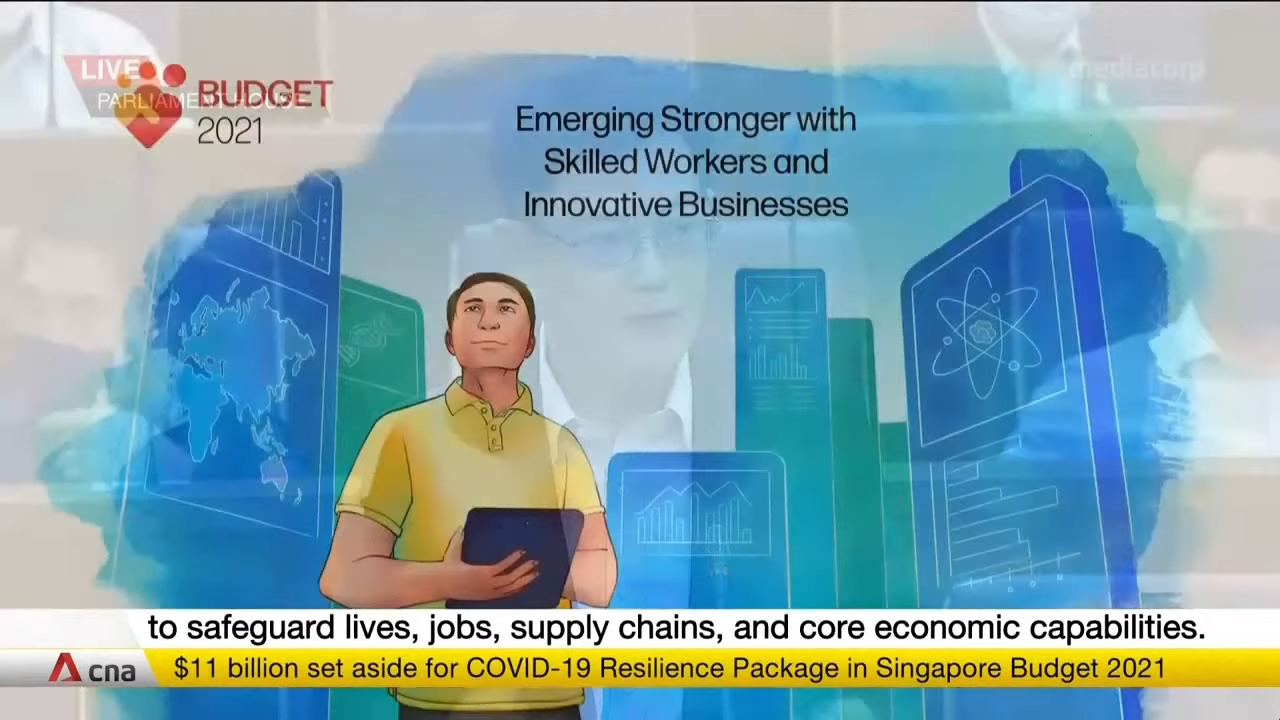 LIVE
PARLIAMENT HOUSE
BUDGET
2021
mediacorp
Emerging Stronger with
Skilled Workers and
Innovative Businesses
to safeguard lives, jobs, supply chains, and core economic capabilities.
cna
$11 billion set aside for COVID-19 Resilience Package in Singapore Budget 2021